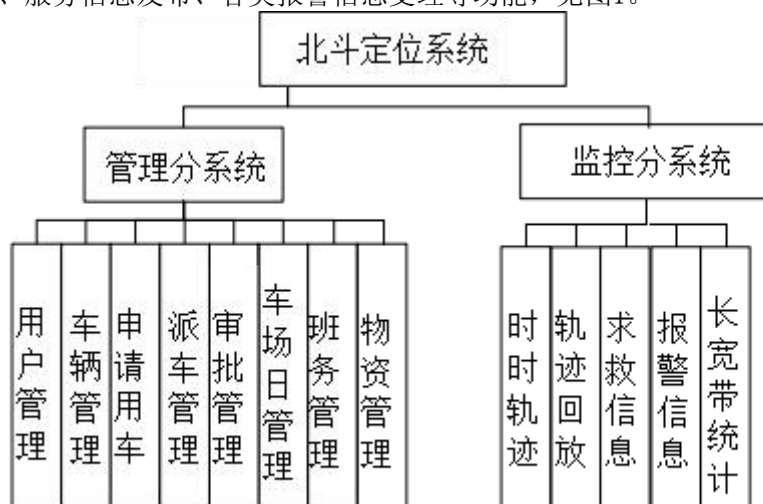 、服务信息发布、各类报警信息受理等功能，见图1。
北斗定位系统
管理分系统
监控分系统
用户管理
车辆管理
申请用车
派车管理
审批管理
车场日管理
班务管理
物资管理
时时轨迹
轨迹回放
求救信息
报警信息
长宽带统计